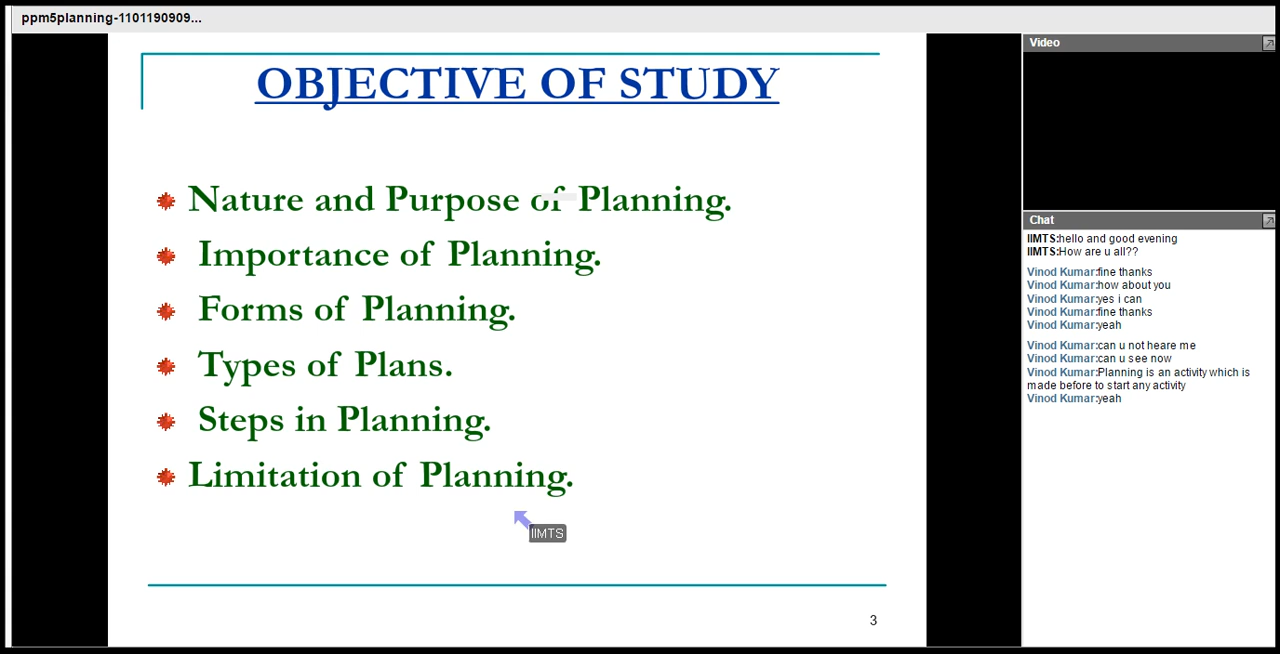 ppm5planning-1101190909...
OBJECTIVE OF STUDY
Nature and Purpose of Planning.
Importance of Planning.
Forms of Planning.
Types of Plans.
Steps in Planning.
Limitation of Planning.
IIMTS
3
Video
Chat
IIMTS:hello and good evening
IIMTS:How are u all??
Vinod Kumar:fine thanks
Vinod Kumar:how about you
Vinod Kumar:yes i can
Vinod Kumar:fine thanks
Vinod Kumar:yeah
Vinod Kumar:can u not heare me
Vinod Kumar:can u see now
Vinod Kumar:Planning is an activity which is
made before to start any activity
Vinod Kumar:yeah